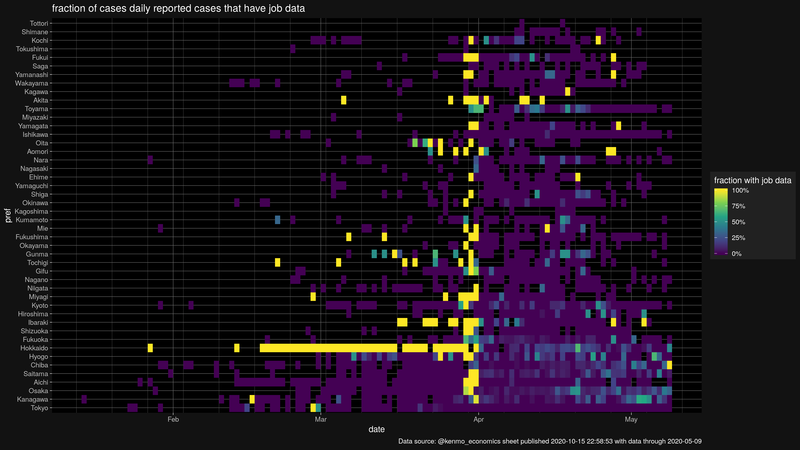 fraction of cases daily reported cases that have job data
Tottori
Shimane
Kochi
Tokushima
Fukui
Saga
Yamanashi
Wakayama
Kagawa
Akita
Toyama
Miyazaki
Yamagata
Ishikawa
Oita
Aomori
Nara
Nagasaki
Ehime
Yamaguchi
Shiga
Okinawa
Kagoshima
Kumamoto
Mie
Fukushima
Okayama
Gunma
Tochigi
Gifu
Nagano
Niigata
Miyagi
Kyoto
Hiroshima
Ibaraki
Shizuoka
Fukuoka
Hokkaido
Hyogo
Chiba
Saitama
Aichi
Osaka
Kanagawa
Tokyo
pref
Feb
Mar
Apr
May
date
fraction with job data
100%
75%
50%
25%
0%
Data source: @kenmo_economics sheet published 2020-10-15 22:58:53 with data through 2020-05-09